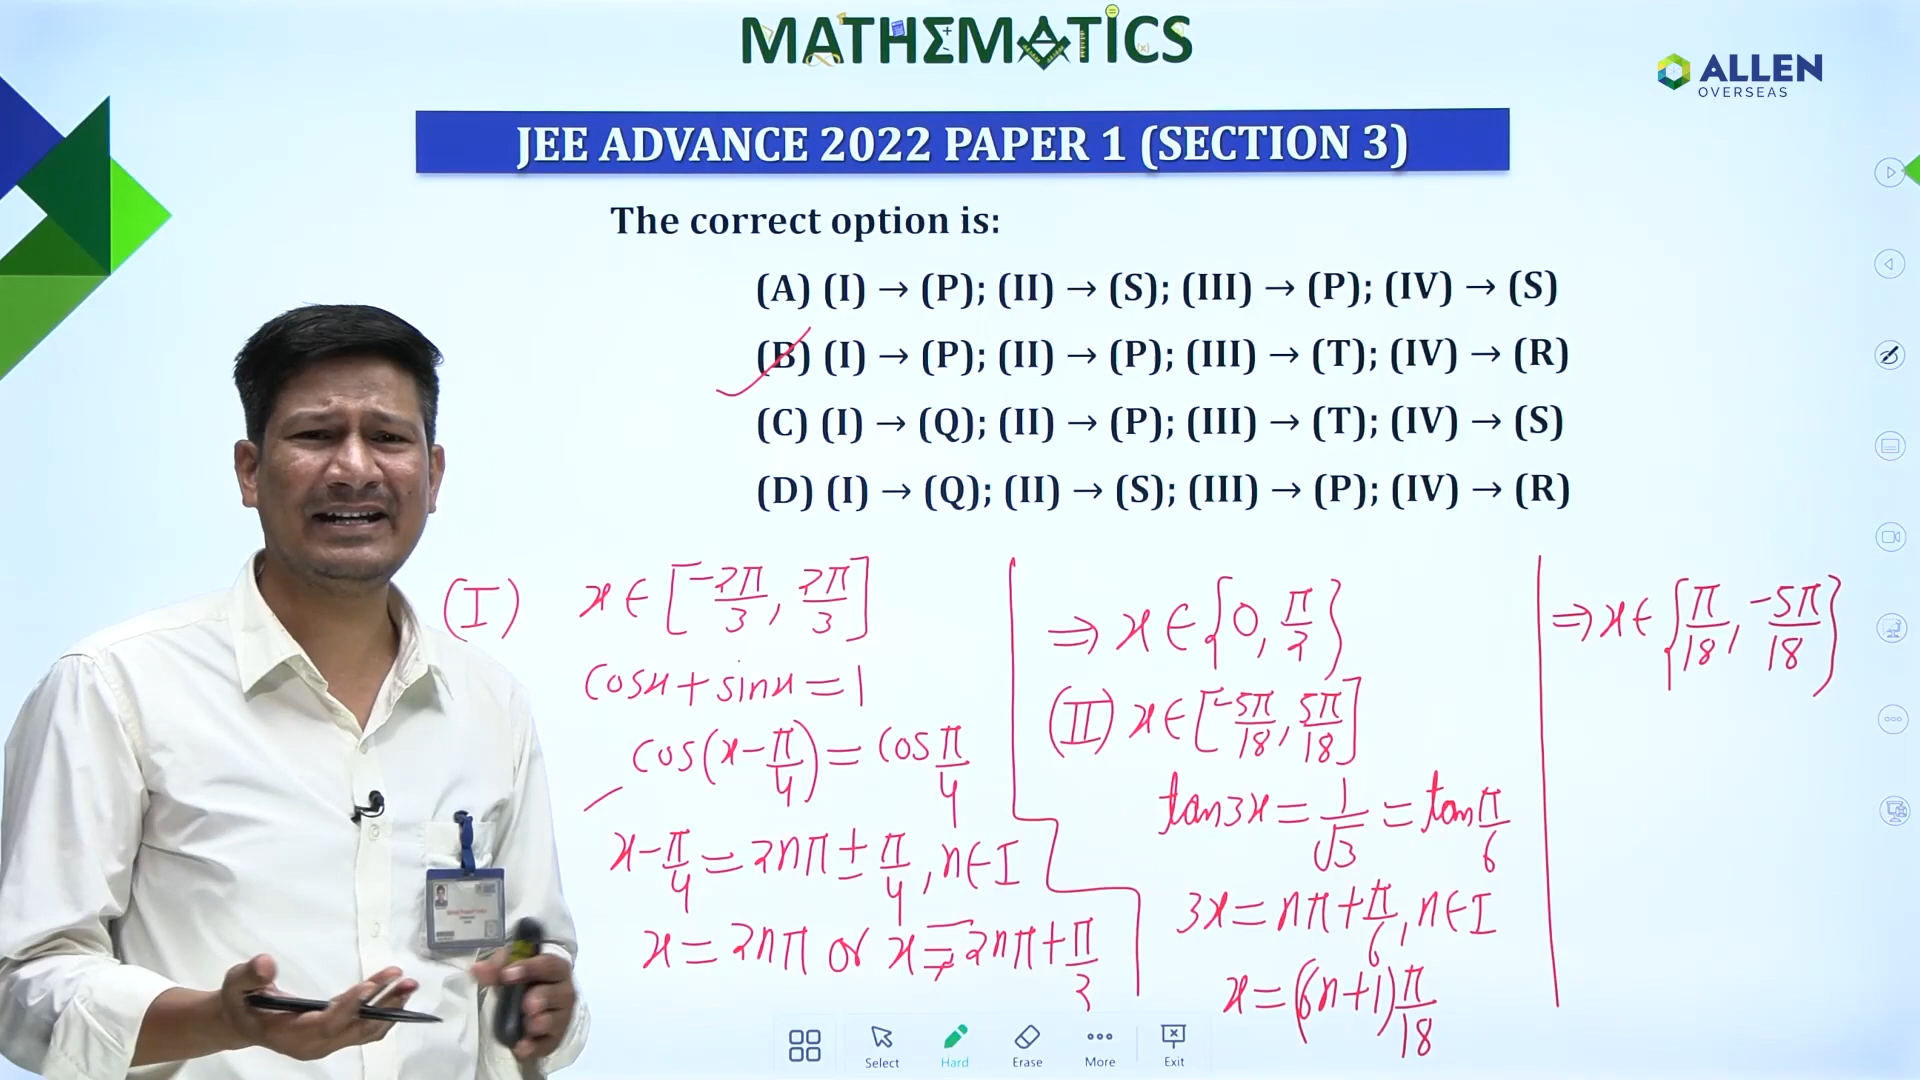 MATHΣMATICS
ALLEN
OVERSEAS
JEE ADVANCE 2022 PAPER 1 (SECTION 3)
The correct option is:
(A) (I) → (P); (II) → (S); (III) → (P); (IV) → (S)
(B) (I) → (P); (II) → (P); (III) → (T); (IV) → (R)
(C) (I) → (Q); (II) → (P); (III) → (T); (IV) → (S)
(D) (I) → (Q); (II) → (S); (III) → (P); (IV) → (R)
(I) x ∈ [-2π/3, 2π/3]
cosx + sinx = 1
cos(x - π/4) = cos π/4
x - π/4 = 2nπ ± π/4, n ∈ I
x = 2nπ or x = 2nπ + π/2
⇒ x ∈ {0, π/2}
(II) x ∈ [-5π/18, 5π/18]
tan3x = 1/√3 = tan π/6
3x = nπ + π/6, n ∈ I
x = (6n+1) π/18
⇒ x ∈ {π/18, -5π/18}
Select
Hard
Erase
More
Exit